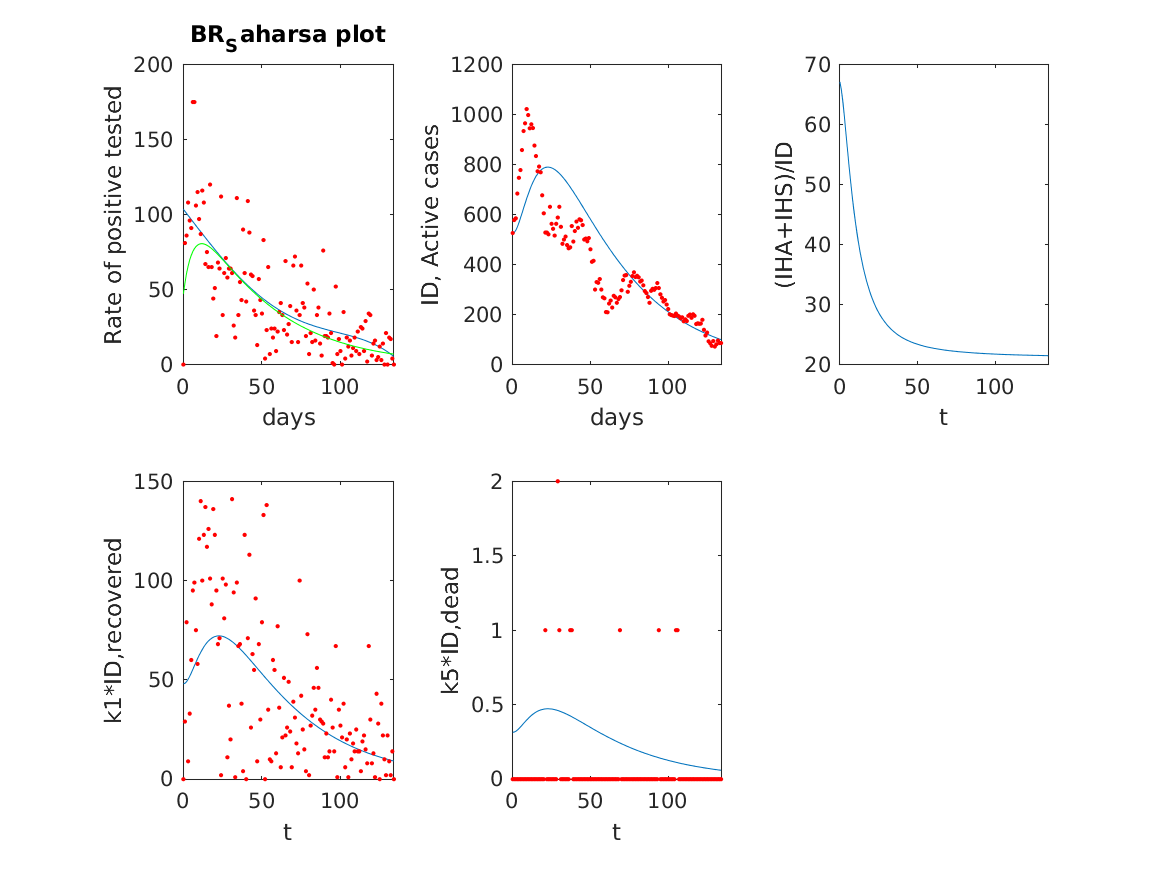 BR_Saharsa plot
200
150
100
50
0
Rate of positive tested
0 50 100
days
1200
1000
800
600
400
200
0
ID, Active cases
0 50 100
days
70
60
50
40
30
20
(IHA+IHS)/ID
0 50 100
t
150
100
50
0
k1*ID,recovered
0 50 100
t
2
1.5
1
0.5
0
k5*ID,dead
0 50 100
t